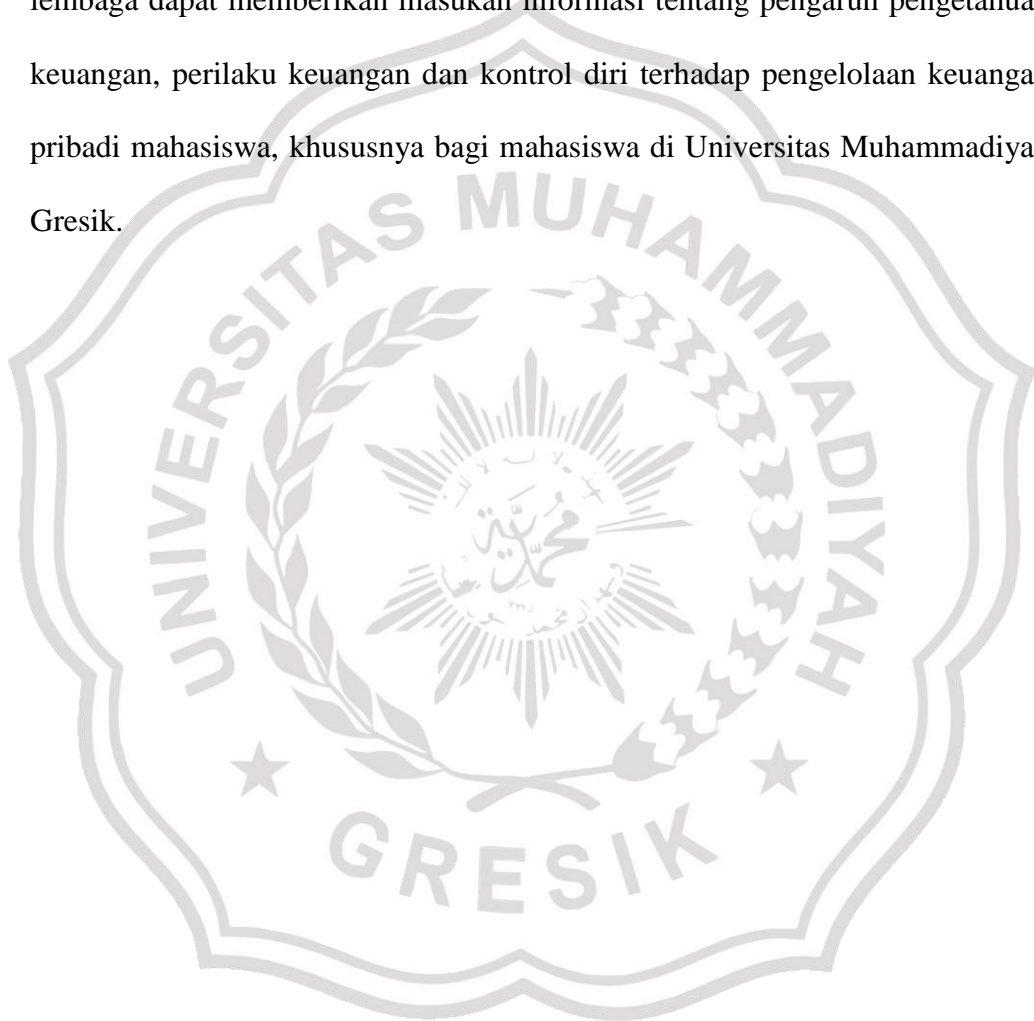 lembaga dapat memberikan masukan informasi tentang pengaruh pengetahua
keuangan, perilaku keuangan dan kontrol diri terhadap pengelolaan keuanga
pribadi mahasiswa, khususnya bagi mahasiswa di Universitas Muhammadiya
Gresik.
UNIVERSITAS MUHAMMADIYAH
GRESIK